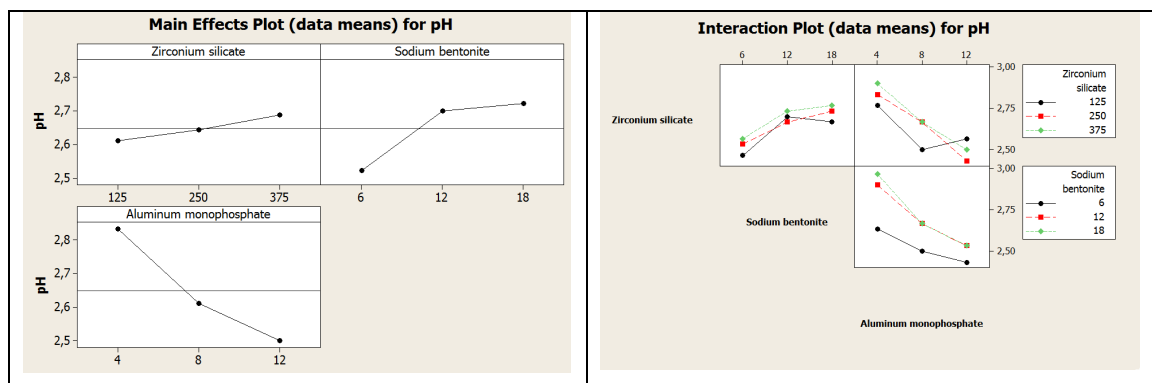 Main Effects Plot (data means) for pH
Zirconium silicate Sodium bentonite
2,8
2,7
2,6
2,5
pH
125 250 375 6 12 18
Aluminum monophosphate
2,8
2,7
2,6
2,5
pH
4 8 12
Interaction Plot (data means) for pH
6 12 18 4 8 12
Zirconium silicate
3,00
2,75
2,50
Zirconium
silicate
125
250
375
Sodium bentonite
3,00
2,75
2,50
Sodium
bentonite
6
12
18
Aluminum monophosphate